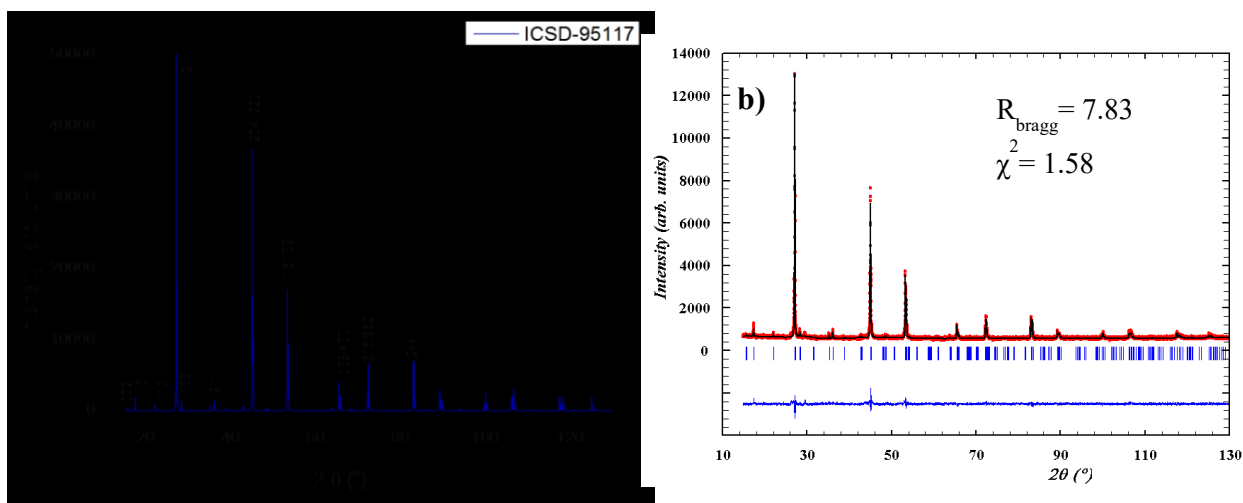 ICSD-95117
50000
40000
30000
20000
10000
0
20 40 60 80 100 120
2 θ (°)
b)
R_bragg = 7.83
χ² = 1.58
Intensity (arb. units)
14000
12000
10000
8000
6000
4000
2000
0
10 30 50 70 90 110 130
2θ (°)